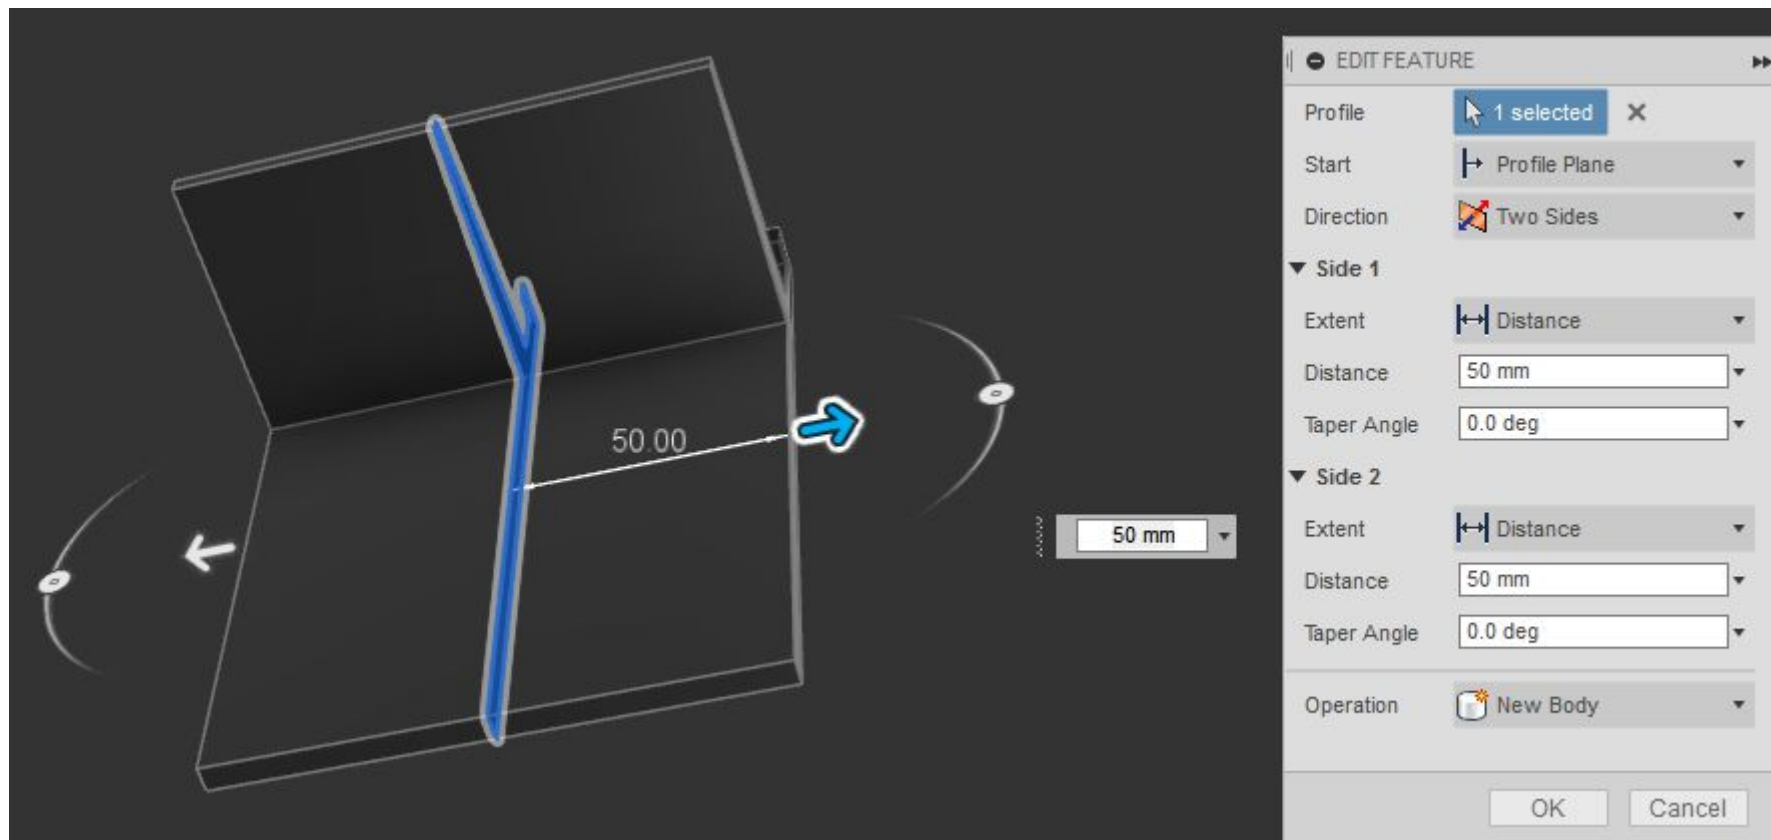 EDIT FEATURE
Profile 1 selected
Start Profile Plane
Direction Two Sides
Side 1
Extent Distance
Distance 50 mm
Taper Angle 0.0 deg
Side 2
Extent Distance
Distance 50 mm
Taper Angle 0.0 deg
Operation New Body
OK Cancel
50.00
50 mm